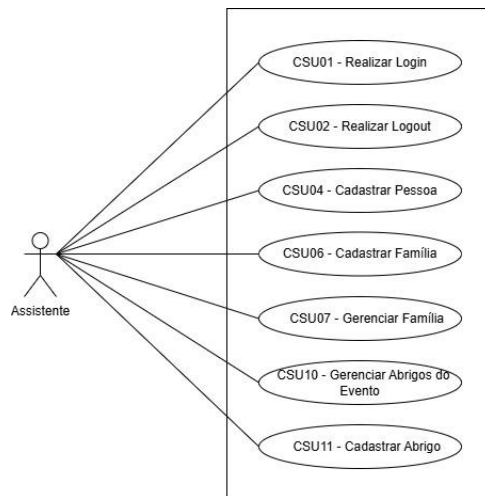 CSU01 - Realizar Login
CSU02 - Realizar Logout
CSU04 - Cadastrar Pessoa
CSU06 - Cadastrar Família
Assistente
CSU07 - Gerenciar Família
CSU10 - Gerenciar Abrigos do
Evento
CSU11 - Cadastrar Abrigo